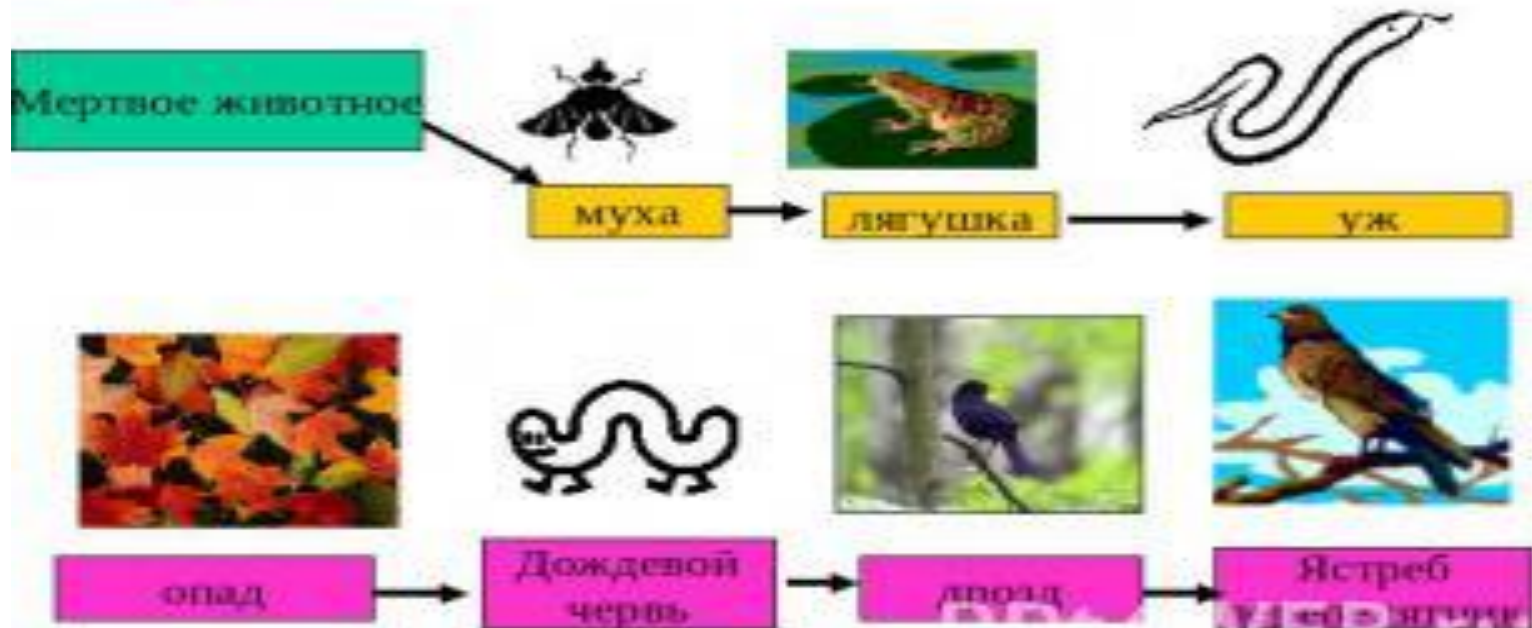 Мертвое животное
муха
лягушка
уж
опад
Дождевой
червь
дрозд
Ястреб